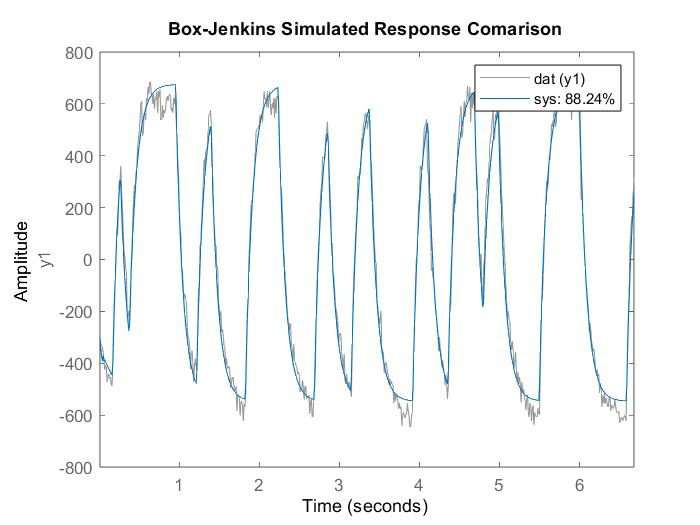 Box-Jenkins Simulated Response Comarison
800
600
400
200
0
-200
-400
-600
-800
Amplitude
y1
dat (y1)
sys: 88.24%
1 2 3 4 5 6
Time (seconds)